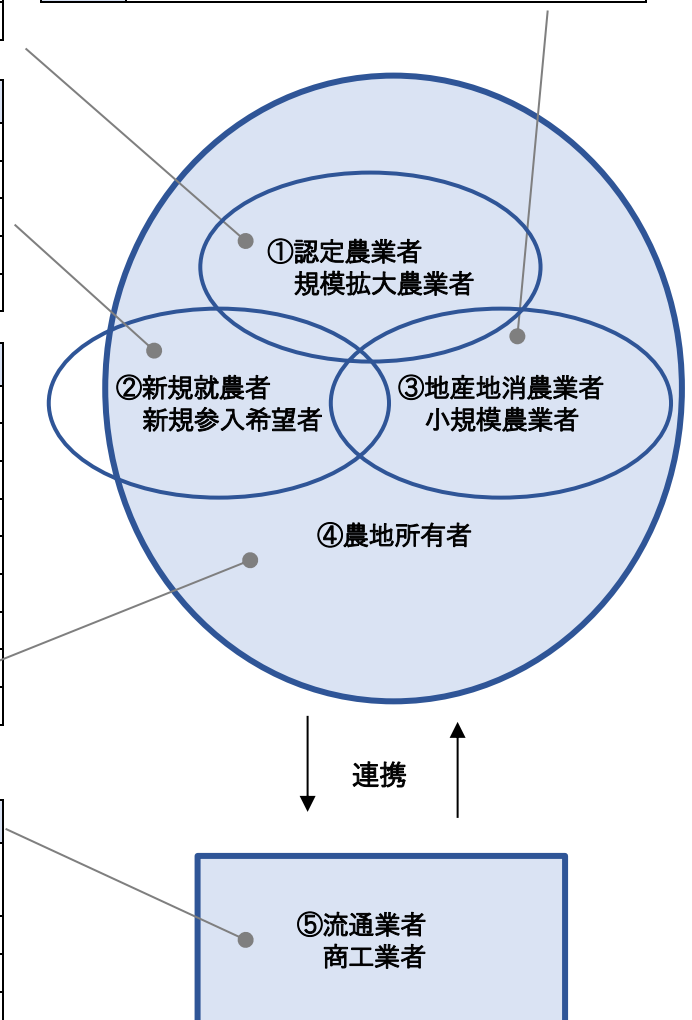 ①認定農業者
規模拡大農業者
②新規就農者
新規参入希望者
③地産地消農業者
小規模農業者
④農地所有者
連携
⑤流通業者
商工業者